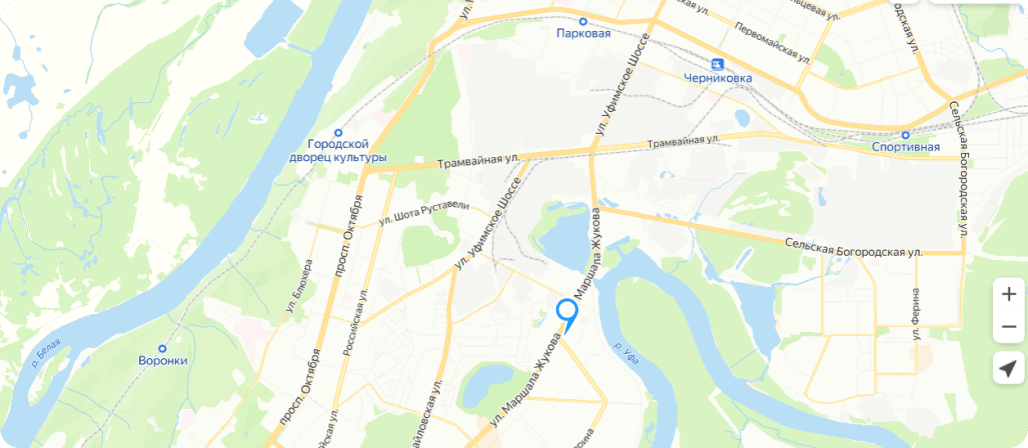 Парковая
Первомайская ул.
Черниковка
ул. Уфимское Шоссе
Сельская Богородская ул.
Городской
дворец культуры
Трамвайная ул.
Трамвайная ул.
Спортивная
просп. Октября
ул. Шота Руставели
ул. Уфимское Шоссе
Маршала Жукова
Сельская Богородская ул.
ул. Блюхера
Российская ул.
ул. Фарина
р. Белая
Воронки
р. Уфа
просп. Октября
ул. Маршала Жукова